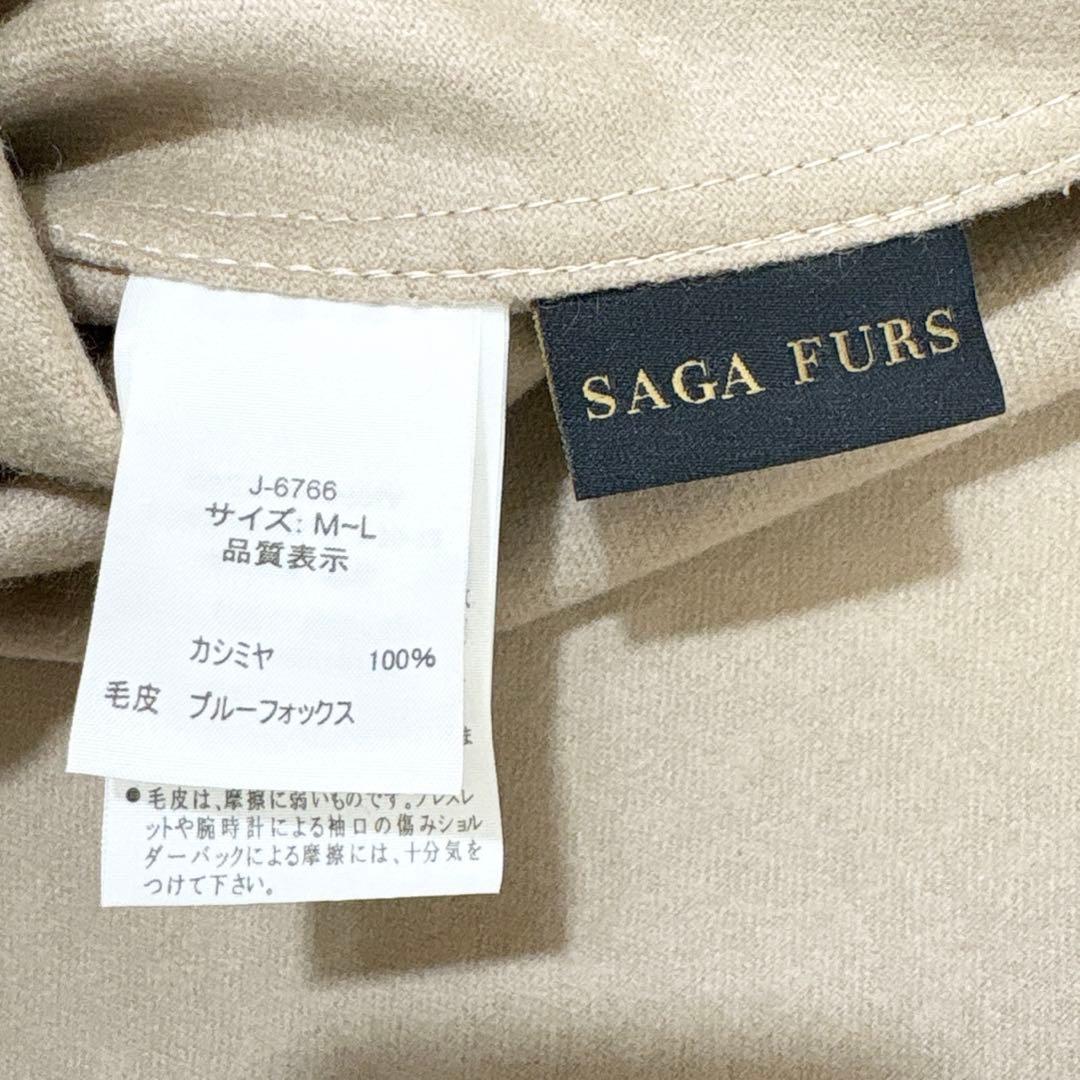 J-6766
サイズ: M~L
品質表示
カシミヤ 100%
毛皮 ブルーフォックス
●毛皮は、摩擦に弱いものです。ブレスレ
ットや腕時計による袖口の傷みショル
ダーバックによる摩擦には、十分気を
つけて下さい。
SAGA FURS